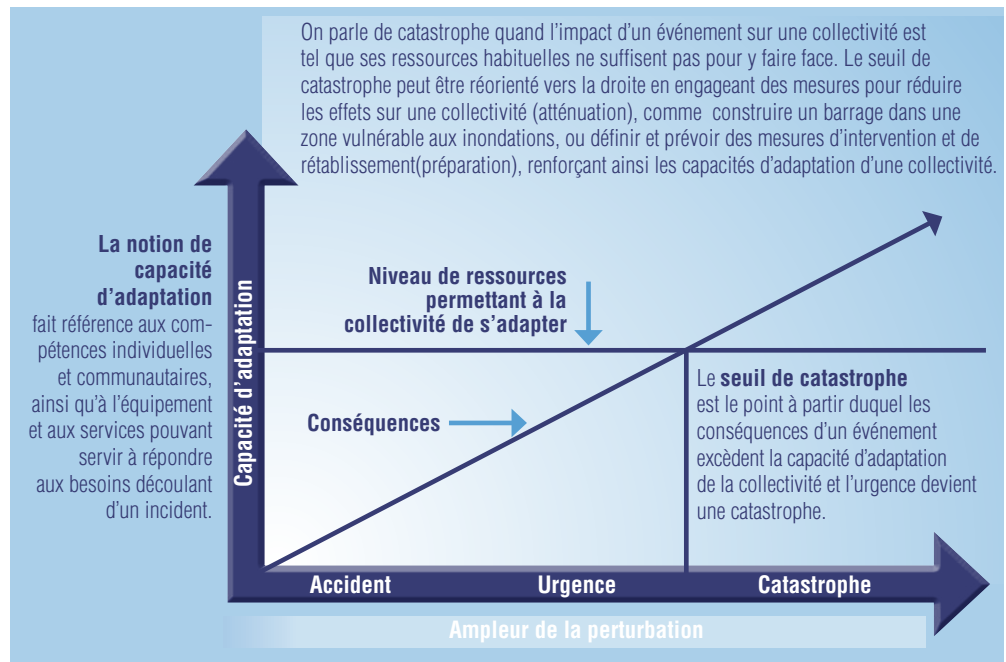 On parle de catastrophe quand l’impact d’un événement sur une collectivité est
tel que ses ressources habituelles ne suffisent pas pour y faire face. Le seuil de
catastrophe peut être réorienté vers la droite en engageant des mesures pour réduire
les effets sur une collectivité (atténuation), comme construire un barrage dans une
zone vulnérable aux inondations, ou définir et prévoir des mesures d’intervention et de
rétablissement(préparation), renforçant ainsi les capacités d’adaptation d’une collectivité.
La notion de
capacité
d’adaptation
fait référence aux com-
pétences individuelles
et communautaires,
ainsi qu’à l’équipement
et aux services pouvant
servir à répondre
aux besoins découlant
d’un incident.
Capacité d’adaptation
Niveau de ressources
permettant à la
collectivité de s’adapter
Conséquences
Le seuil de catastrophe
est le point à partir duquel les
conséquences d’un événement
excèdent la capacité d’adaptation
de la collectivité et l’urgence devient
une catastrophe.
Accident
Urgence
Catastrophe
Ampleur de la perturbation